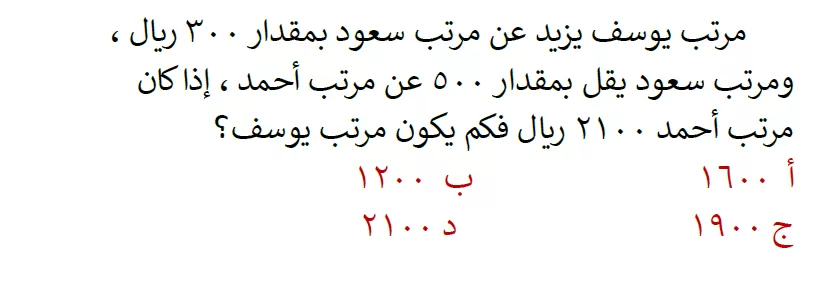 مرتب يوسف يزيد عن مرتب سعود بمقدار ٣٠٠ ريال ،
ومرتب سعود يقل بمقدار ٥٠٠ عن مرتب أحمد ، إذا كان
مرتب أحمد ٢١٠٠ ريال فكم يكون مرتب يوسف؟
أ ١٦٠٠ ب ١٢٠٠
ج ١٩٠٠ د ٢١٠٠